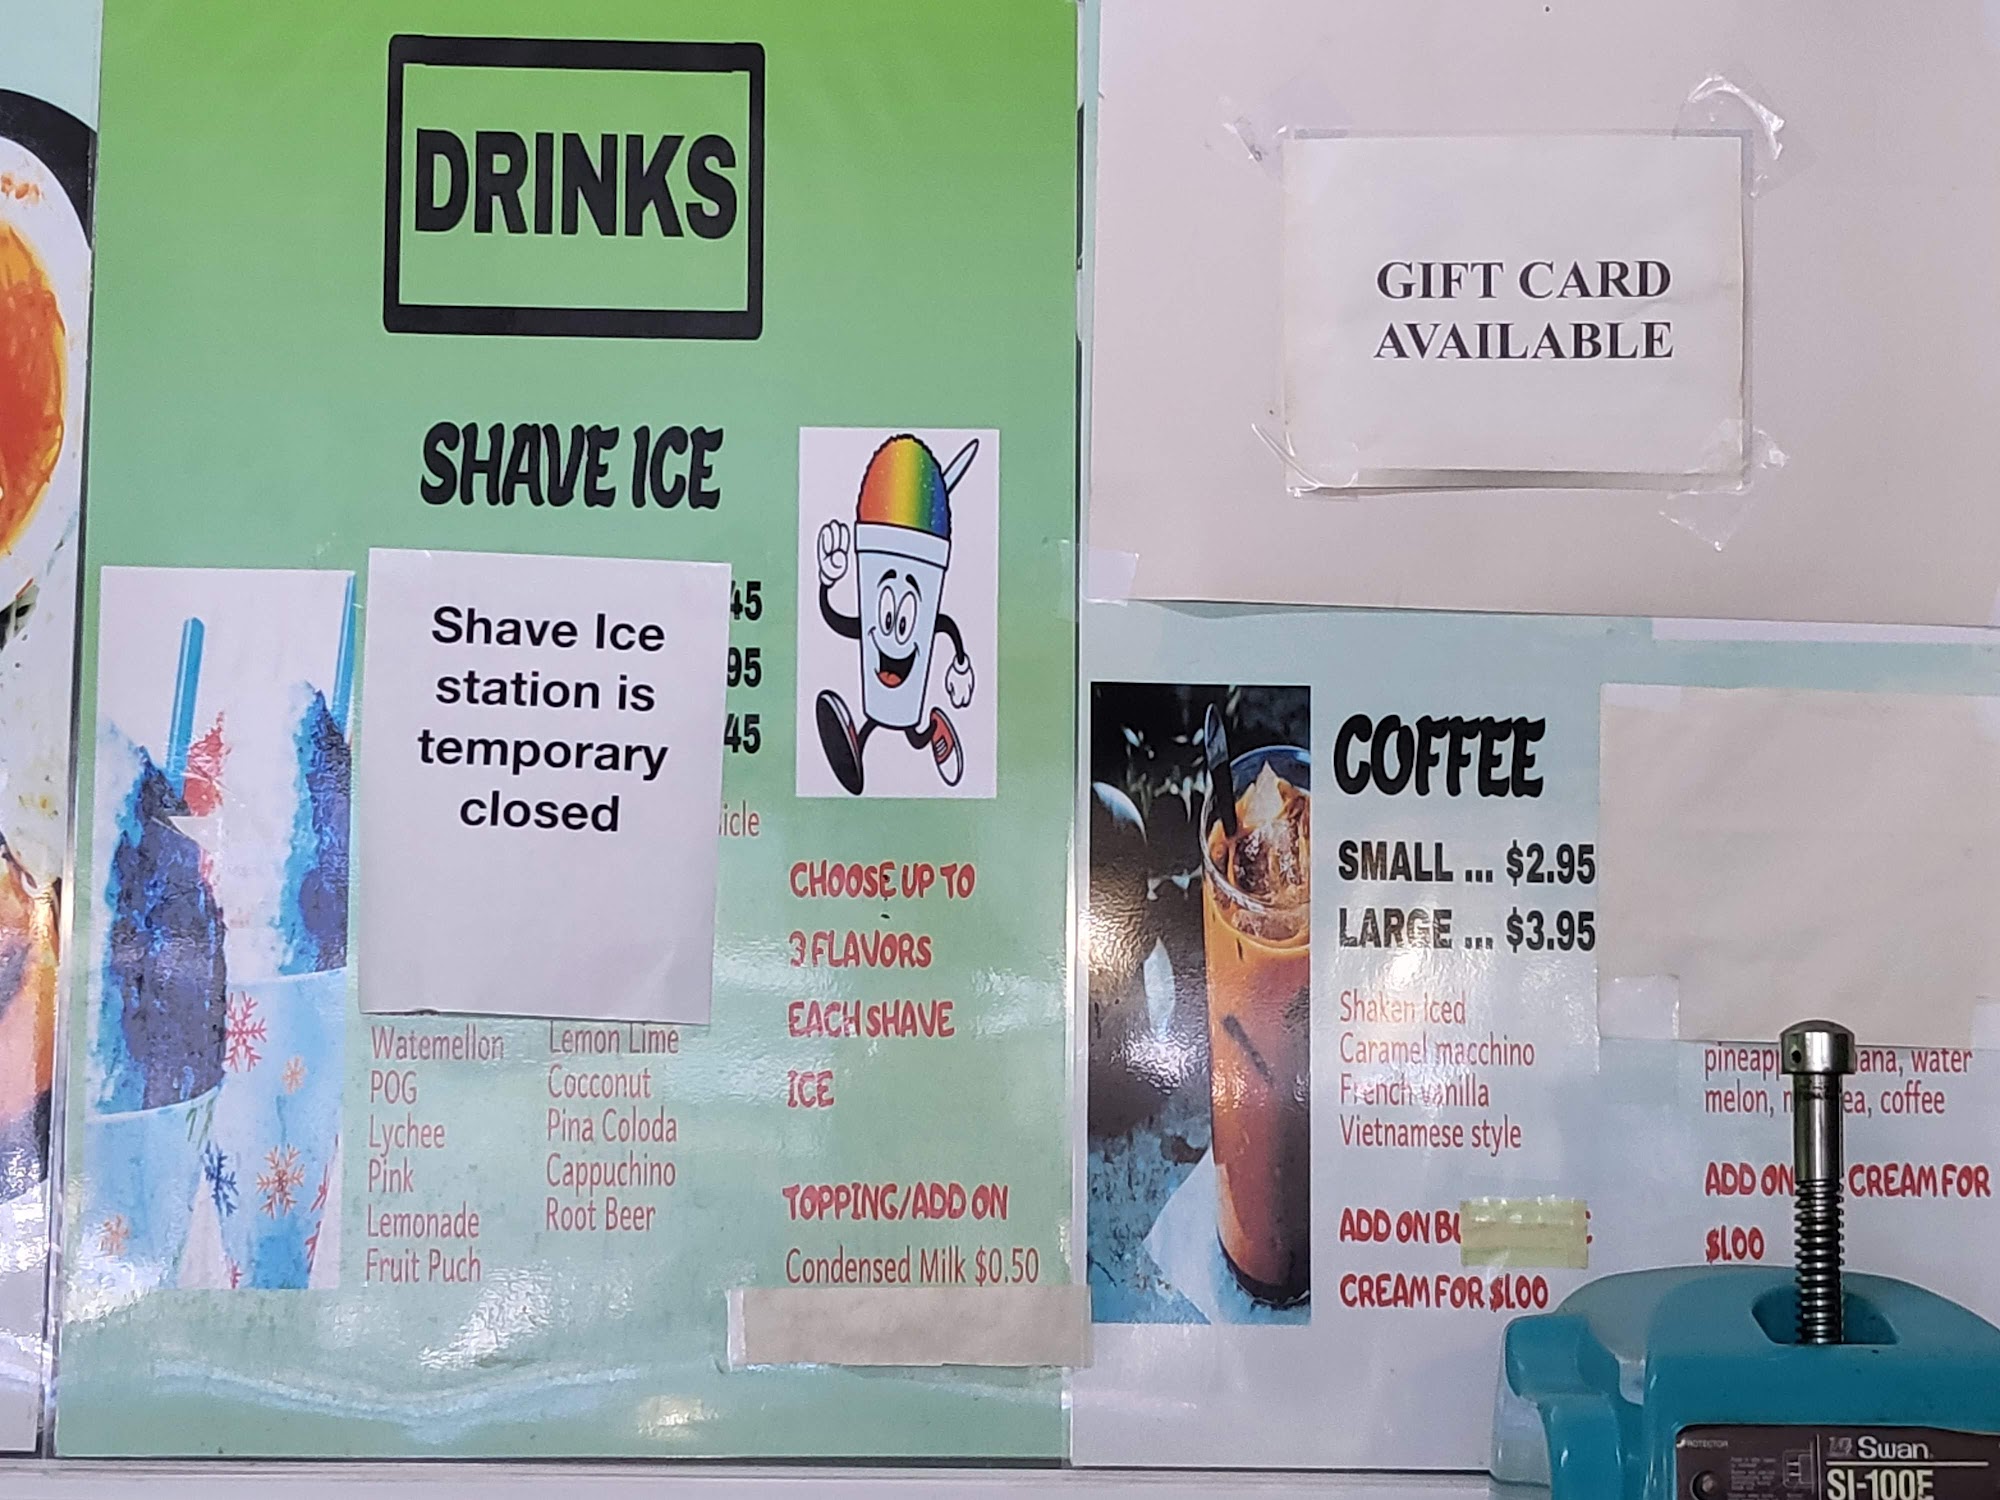 DRINKS
SHAVE ICE
Shave Ice
station is
temporary
closed
45
95
45
Watemellon
POG
Lychee
Pink
Lemonade
Fruit Puch
Lemon Lime
Cocconut
Pina Coloda
Cappuchino
Root Beer
CHOOSE UP TO
3 FLAVORS
EACH SHAVE
ICE
TOPPING/ADD ON
Condensed Milk $0.50
GIFT CARD
AVAILABLE
COFFEE
SMALL ... $2.95
LARGE ... $3.95
Shaken iced
Caramel macchino
French vanilla
Vietnamese style
ADD ON
CREAM FOR $1.00
water
melon, coffee
ADD ON CREAM FOR
$1.00
Swan
SI-100E